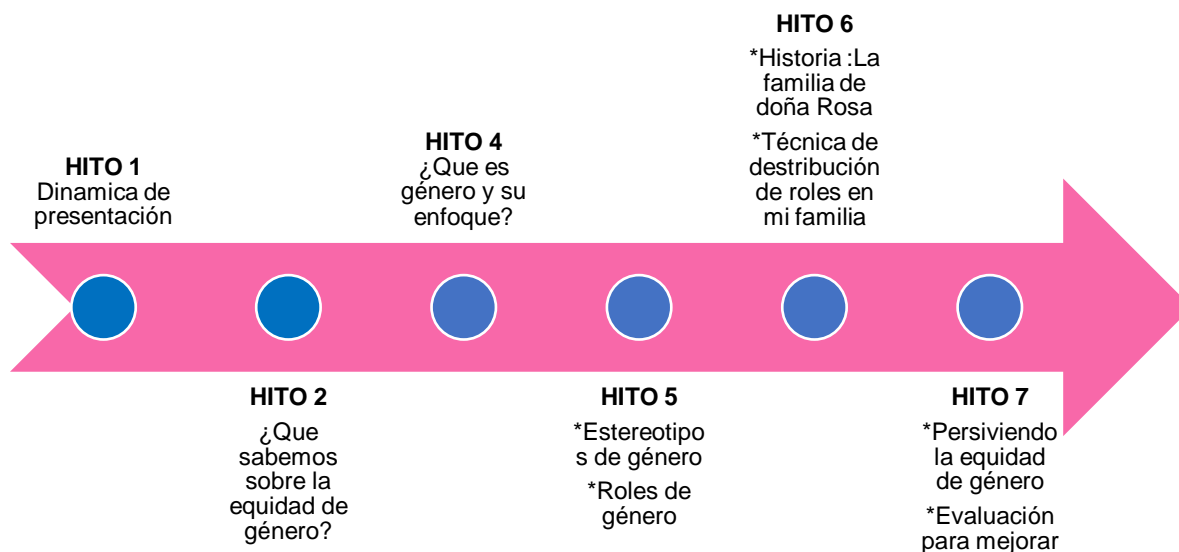 HITO 1
Dinamica de
presentación
HITO 2
¿Que
sabemos
sobre la
equidad de
género?
HITO 4
¿Que es
género y su
enfoque?
HITO 5
*Estereotipo
s de género
*Roles de
género
HITO 6
*Historia :La
familia de
doña Rosa
*Técnica de
destribución
de roles en
mi familia
HITO 7
*Persiviendo
la equidad
de género
*Evaluación
para mejorar